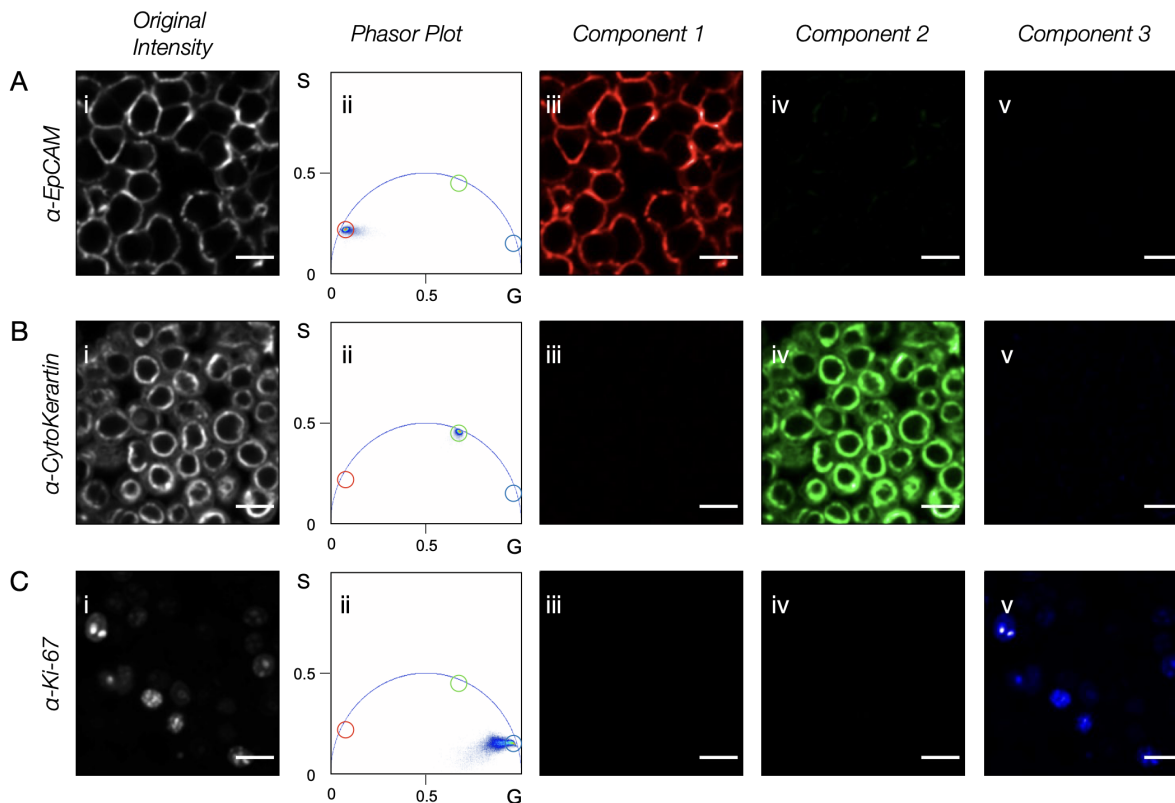 Original Intensity
Phasor Plot
Component 1
Component 2
Component 3
A
α-EpCAM
i
S
ii
0.5
0
0
0.5
G
iii
iv
v
B
α-CytoKerartin
i
S
ii
0.5
0
0
0.5
G
iii
iv
v
C
α-Ki-67
i
S
ii
0.5
0
0
0.5
G
iii
iv
v